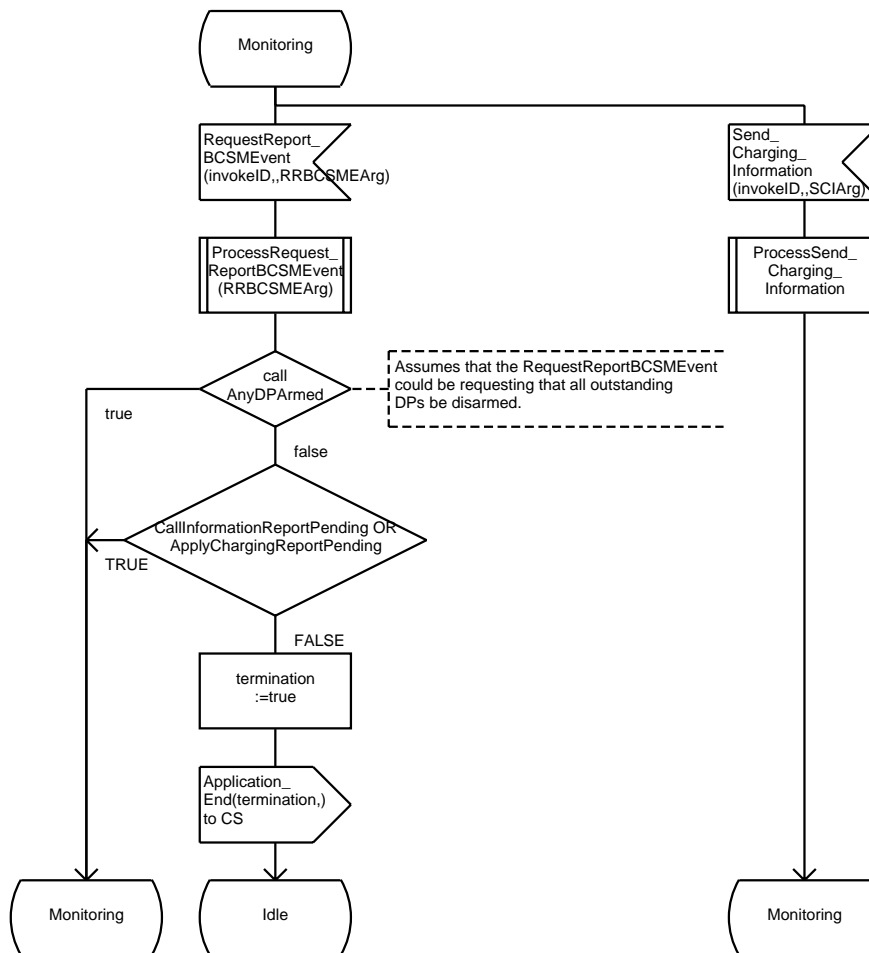 Monitoring
RequestReport_
BCSMEvent
(invokeID,,RRBCSMEArg)
Send_
Charging_
Information
(invokeID,,SCIArg)
ProcessRequest_
ReportBCSMEvent
(RRBCSMEArg)
ProcessSend_
Charging_
Information
call
AnyDPArmed
Assumes that the RequestReportBCSMEvent
could be requesting that all outstanding
DPs be disarmed.
true
false
CallInformationReportPending OR
ApplyChargingReportPending
TRUE
FALSE
termination
:=true
Application_
End(termination,)
to CS
Monitoring
Idle
Monitoring